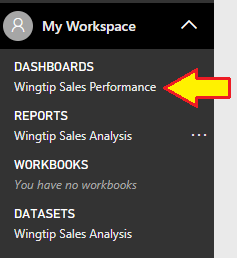 My Workspace
DASHBOARDS
Wingtip Sales Performance
REPORTS
Wingtip Sales Analysis
WORKBOOKS
You have no workbooks
DATASETS
Wingtip Sales Analysis